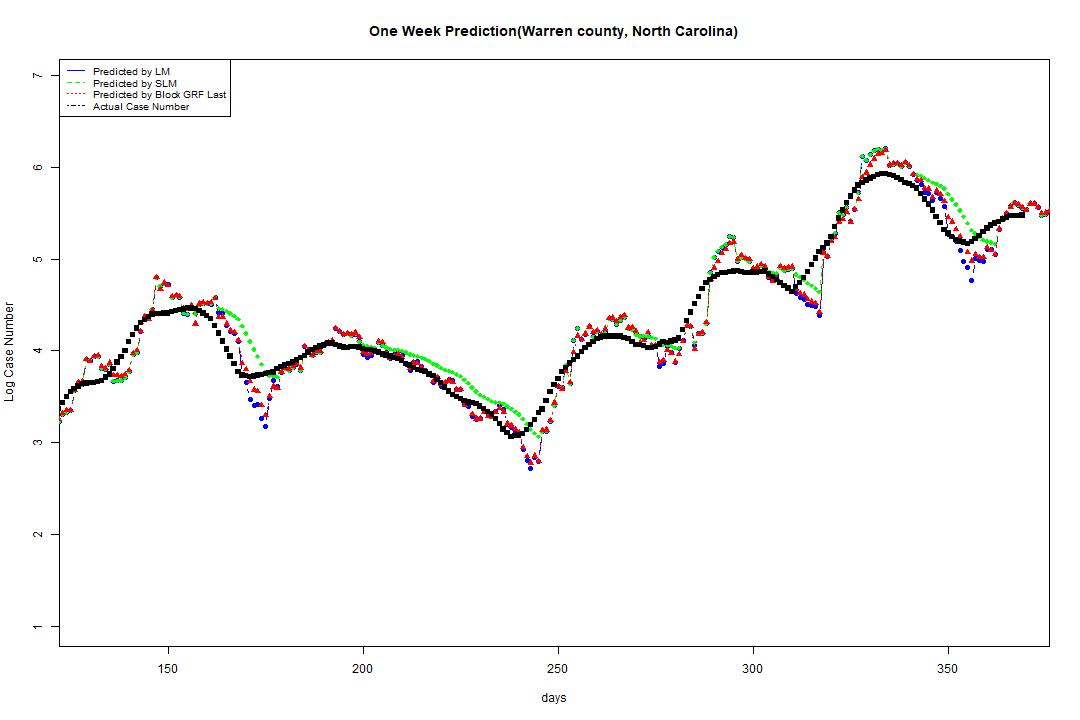 One Week Prediction(Warren county, North Carolina)
Predicted by LM
Predicted by SLM
Predicted by Block GRF Last
Actual Case Number
Log Case Number
7
6
5
4
3
2
1
150 200 250 300 350
days